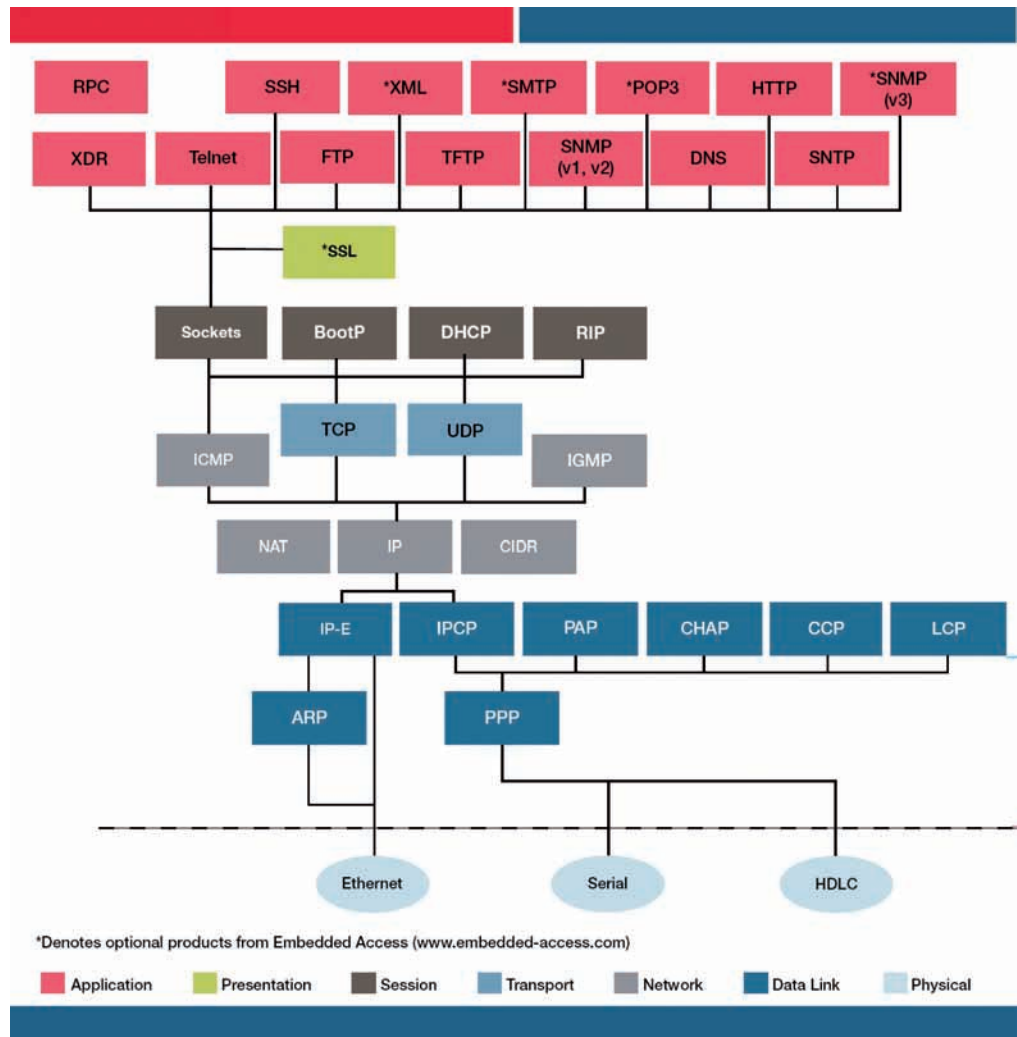 RPC
SSH
*XML
*SMTP
*POP3
HTTP
*SNMP
(v3)
XDR
Telnet
FTP
TFTP
SNMP
(v1, v2)
DNS
SNTP
*SSL
Sockets
BootP
DHCP
RIP
TCP
UDP
ICMP
IGMP
NAT
IP
CIDR
IP-E
IPCP
PAP
CHAP
CCP
LCP
ARP
PPP
Ethernet
Serial
HDLC
*Denotes optional products from Embedded Access (www.embedded-access.com)
Application
Presentation
Session
Transport
Network
Data Link
Physical